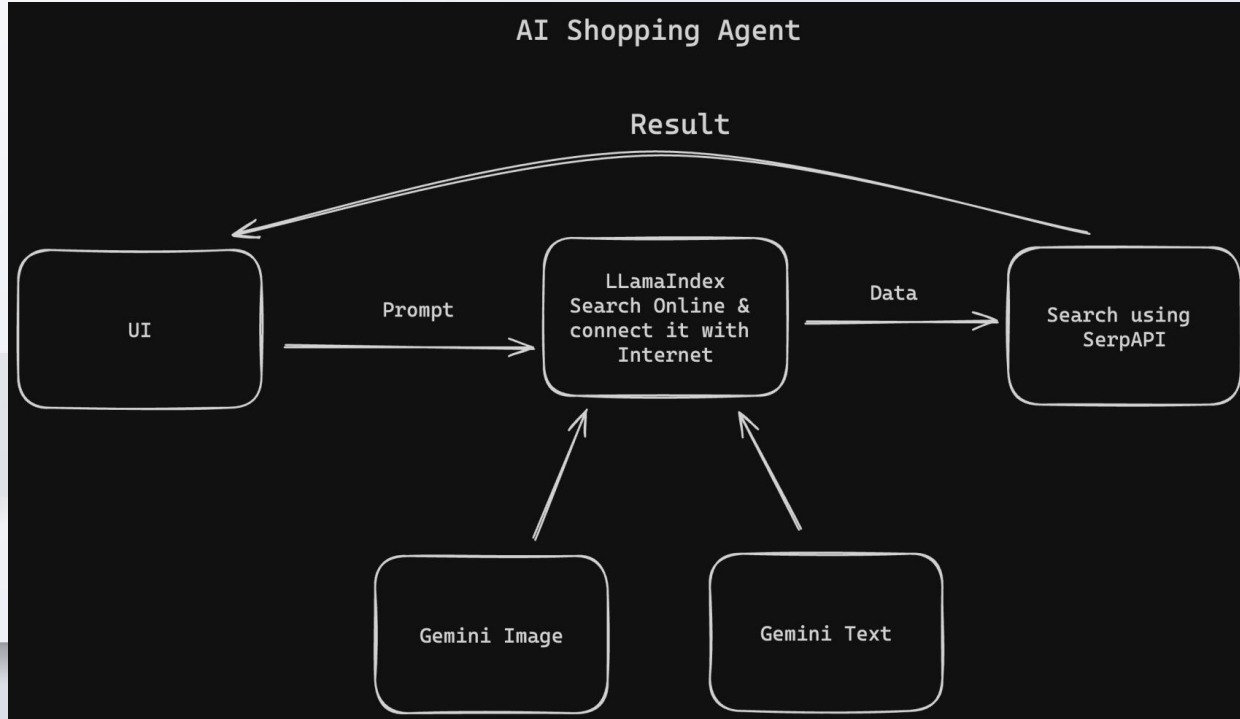 AI Shopping Agent
Result
UI
Prompt
LLamaIndex
Search Online &
connect it with
Internet
Data
Search using
SerpAPI
Gemini Image
Gemini Text